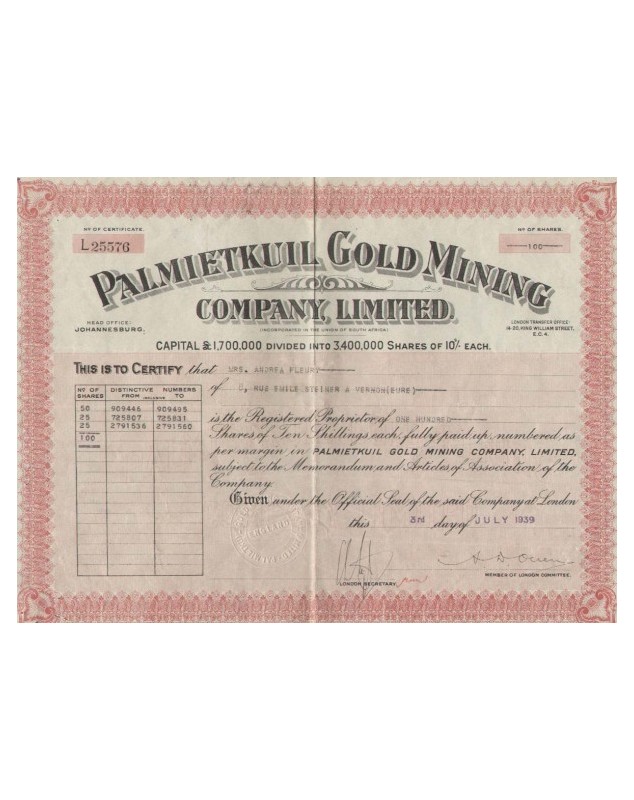 Nº OF CERTIFICATE.
L25576
Nº OF SHARES.
100
PALMIETKUIL GOLD MINING
COMPANY, LIMITED.
(INCORPORATED IN THE UNION OF SOUTH AFRICA)
HEAD OFFICE:
JOHANNESBURG.
LONDON TRANSFER OFFICE:
14-20, KING WILLIAM STREET,
E.C.4.
CAPITAL £1,700,000 DIVIDED INTO 3,400,000 SHARES OF 10/- EACH.
THIS IS TO CERTIFY that MRS. ANDREA FLEURY
of RUE EMILE STEINER A VERNON(EURE)
Nº OF SHARES DISTINCTIVE NUMBERS
FROM INCLUSIVE TO
50 909446 909495
25 725807 725831
25 2791536 2791560
100
is the Registered Proprietor of ONE HUNDRED
Shares of Ten Shillings each, fully paid up, numbered as
per margin in PALMIETKUIL GOLD MINING COMPANY, LIMITED,
subject to the Memorandum and Articles of Association of the
Company.
Given under the Official Seal of the said Company at London
this 3rd day of JULY 1939
LONDON SECRETARY.
MEMBER OF LONDON COMMITTEE.